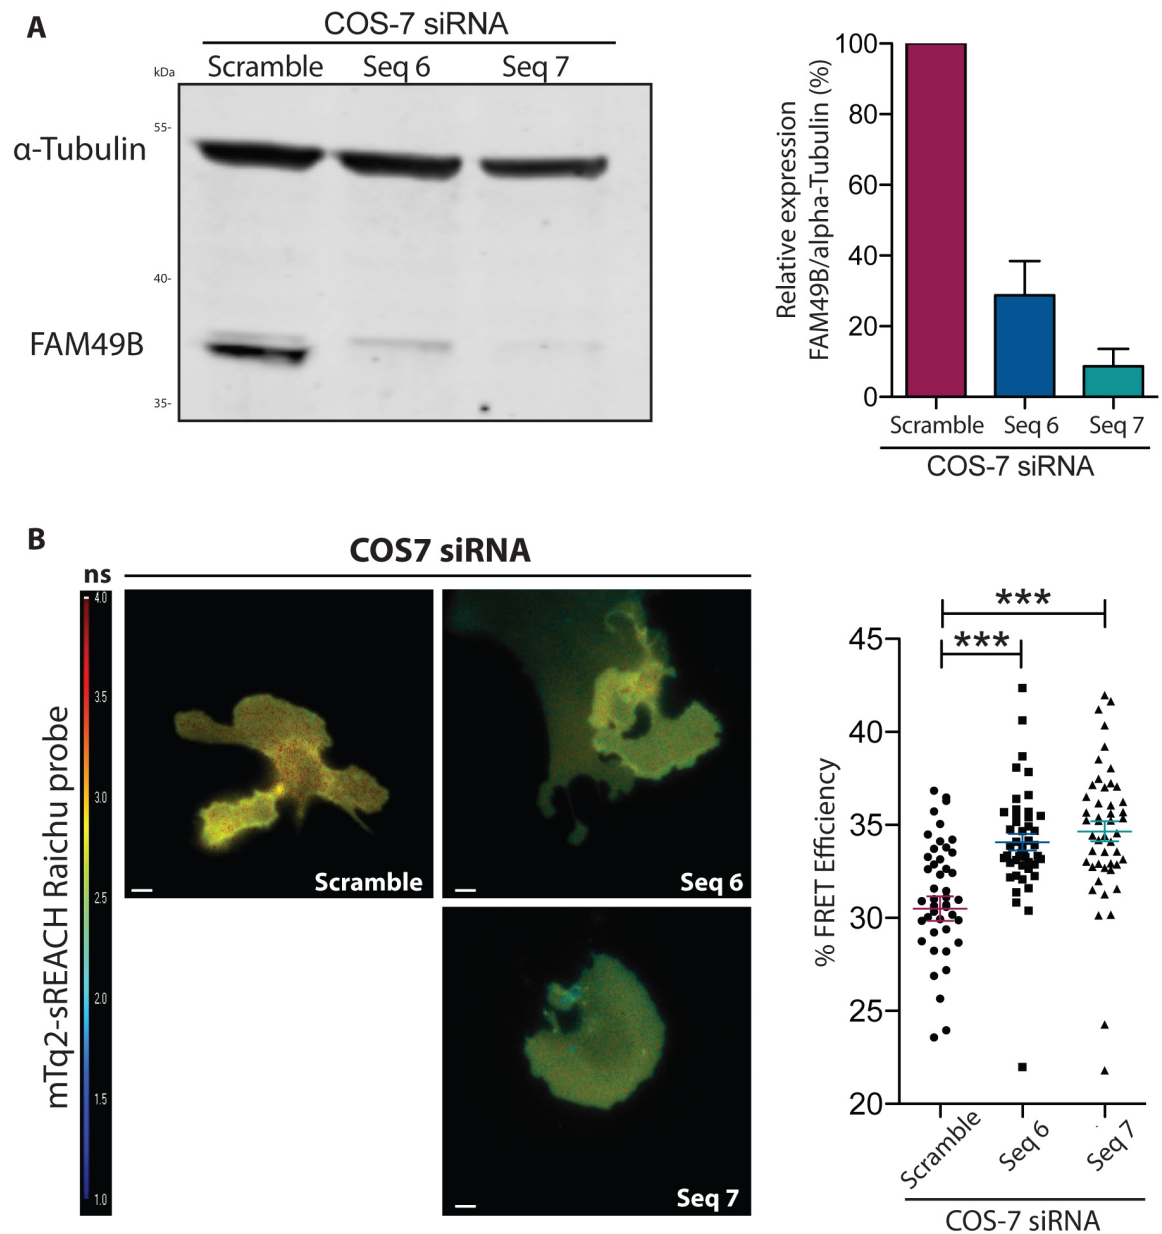 A
COS-7 siRNA
kDa
Scramble Seq 6 Seq 7
55-
α-Tubulin
40-
FAM49B
35-
Relative expression
FAM49B/alpha-Tubulin (%)
100
80
60
40
20
0
Scramble Seq 6 Seq 7
COS-7 siRNA
B
COS7 siRNA
ns
4.0
3.5
3.0
2.5
2.0
1.5
1.0
mTq2-sREACH Raichu probe
Scramble
Seq 6
Seq 7
***
***
% FRET Efficiency
45
40
35
30
25
20
Scramble
Seq 6
Seq 7
COS-7 siRNA